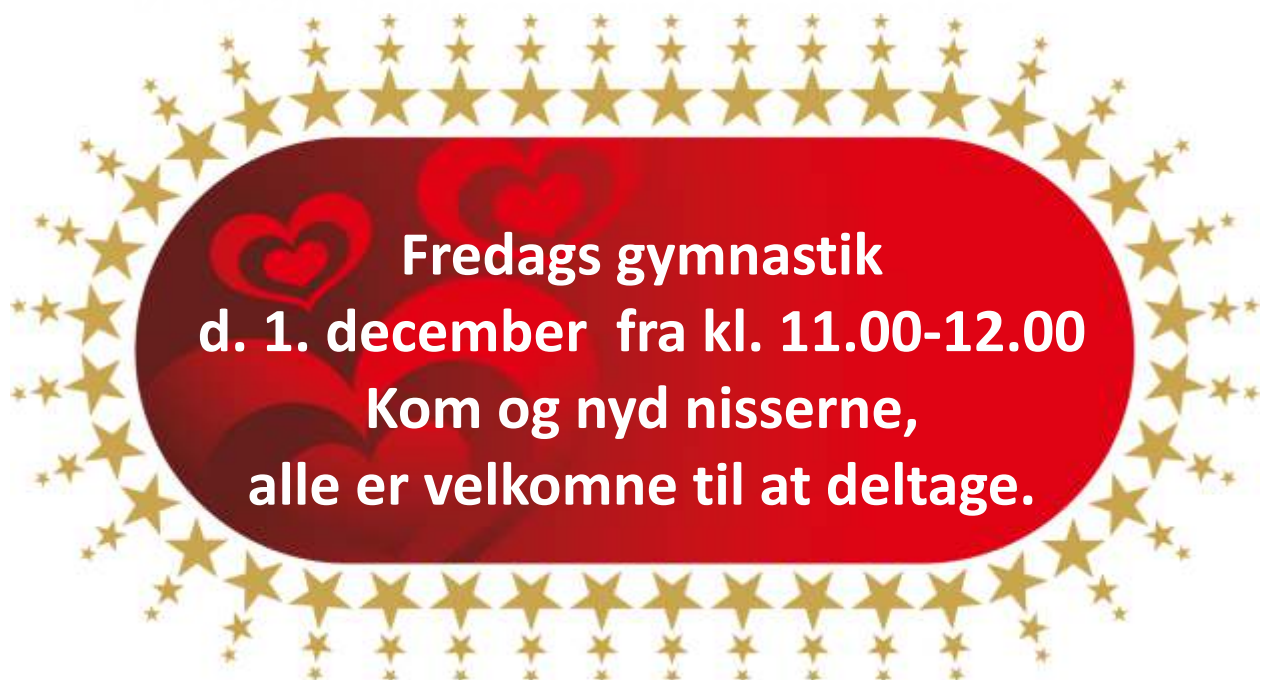 Fredags gymnastik
d. 1. december  fra kl. 11.00-12.00
Kom og nyd nisserne,
alle er velkomne til at deltage.